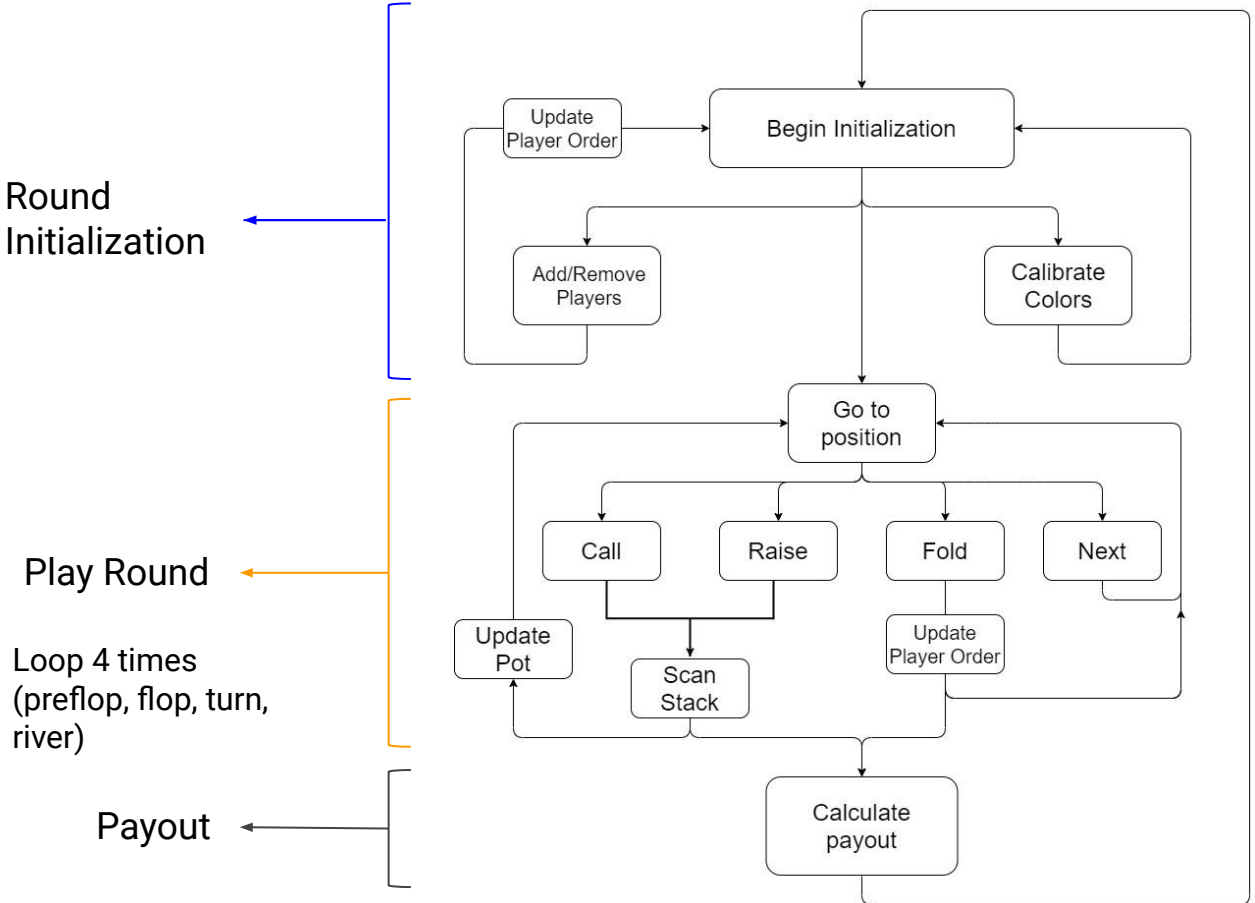 Begin Initialization
Update
Player Order
Round
Initialization
Add/Remove
Players
Calibrate
Colors
Go to
position
Call
Raise
Fold
Next
Play Round
Update
Pot
Update
Player Order
Loop 4 times
(preflop, flop, turn,
river)
Scan
Stack
Payout
Calculate
payout